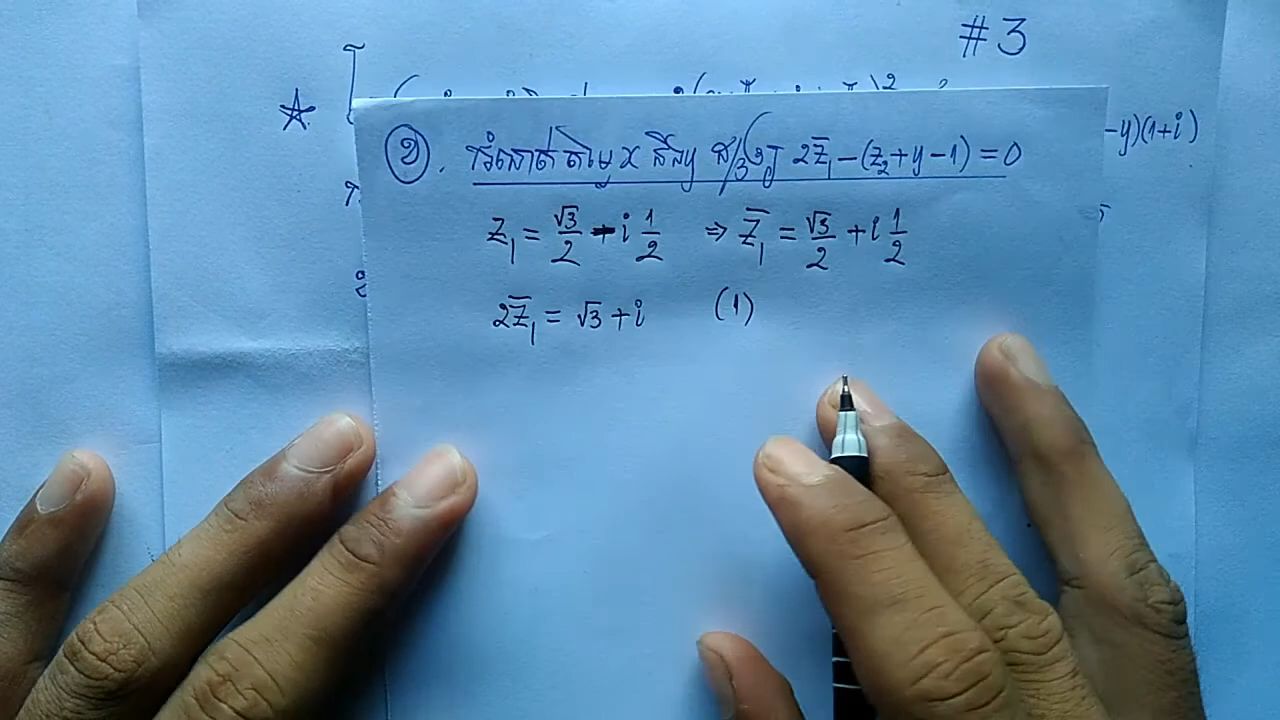 #3
២. កំណត់តម្លៃ x និង y ដើម្បីឲ្យ 2z̅₁ − (z₂ + y − 1) = 0
−y)(1+i)
z₁ = √3/2 − i 1/2 ⇒ z̅₁ = √3/2 + i 1/2
2z̅₁ = √3 + i (1)